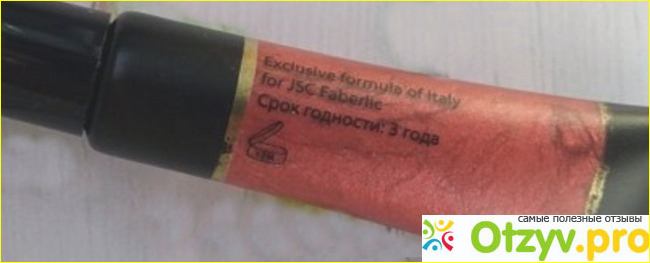 Exclusive formula of Italy
for JSC Faberlic
Срок годности: 3 года
самые полезные отзывы
Otzyv.pro